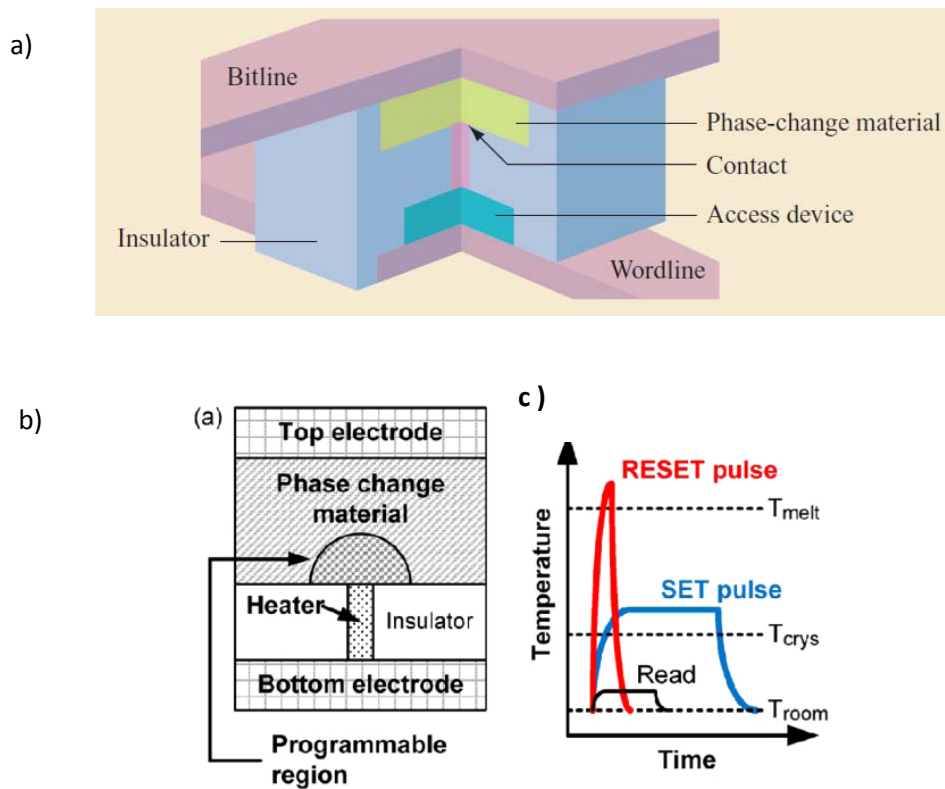 a)
Bitline
Phase-change material
Contact
Access device
Insulator
Wordline
b)
(a)
Top electrode
Phase change
material
Heater
Insulator
Bottom electrode
Programmable
region
c )
RESET pulse
Tmelt
SET pulse
Tcrys
Read
Troom
Temperature
Time